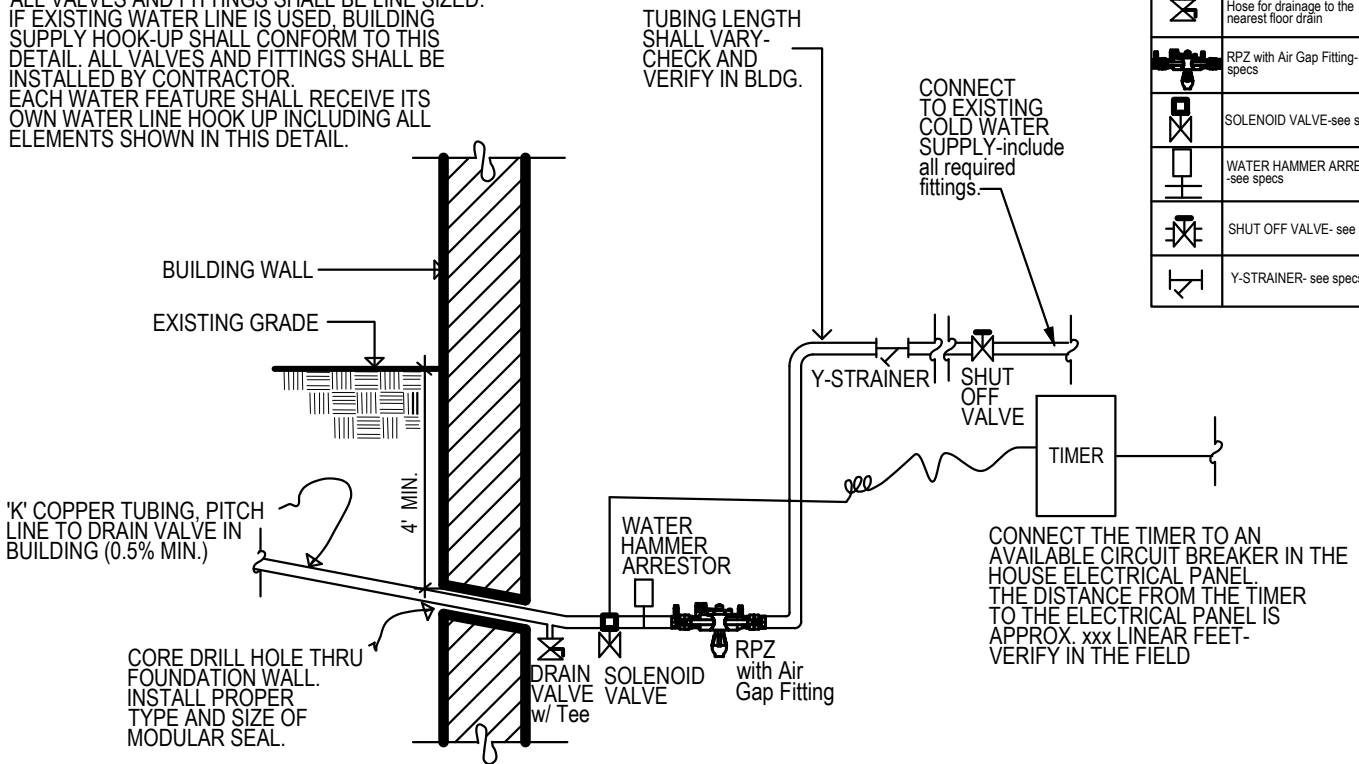 ALL VALVES AND FITTINGS SHALL BE LINE SIZED.
IF EXISTING WATER LINE IS USED, BUILDING
SUPPLY HOOK-UP SHALL CONFORM TO THIS
DETAIL. ALL VALVES AND FITTINGS SHALL BE
INSTALLED BY CONTRACTOR.
EACH WATER FEATURE SHALL RECEIVE ITS
OWN WATER LINE HOOK UP INCLUDING ALL
ELEMENTS SHOWN IN THIS DETAIL.
TUBING LENGTH
SHALL VARY-
CHECK AND
VERIFY IN BLDG.
CONNECT
TO EXISTING
COLD WATER
SUPPLY-include
all required
fittings.
Hose for drainage to the
nearest floor drain
RPZ with Air Gap Fitting-
specs
SOLENOID VALVE-see
WATER HAMMER
-see specs
SHUT OFF VALVE- see
Y-STRAINER- see specs
BUILDING WALL
EXISTING GRADE
4' MIN.
'K' COPPER TUBING, PITCH
LINE TO DRAIN VALVE IN
BUILDING (0.5% MIN.)
CORE DRILL HOLE THRU
FOUNDATION WALL.
INSTALL PROPER
TYPE AND SIZE OF
MODULAR SEAL.
DRAIN
VALVE
w/ Tee
SOLENOID
VALVE
WATER
HAMMER
ARRESTOR
RPZ
with Air
Gap Fitting
Y-STRAINER
SHUT
OFF
VALVE
TIMER
CONNECT THE TIMER TO AN
AVAILABLE CIRCUIT BREAKER IN THE
HOUSE ELECTRICAL PANEL.
THE DISTANCE FROM THE TIMER
TO THE ELECTRICAL PANEL IS
APPROX. xxx LINEAR FEET-
VERIFY IN THE FIELD